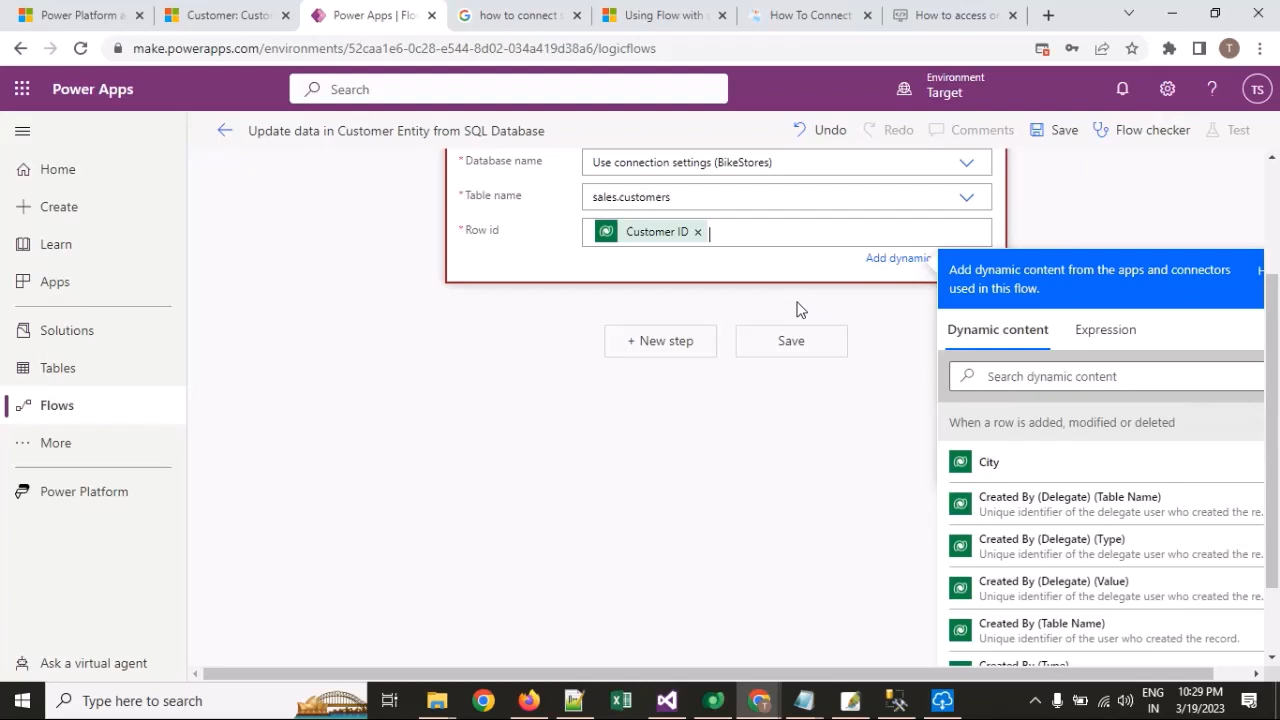 Power Platform a
Customer: Custo
Power Apps | Flo
how to connect s
Using Flow with
How To Connect
How to access or
make.powerapps.com/environments/52caa1e6-0c28-e544-8d02-034a419d38a6/logicflows
T
Power Apps
Search
Environment
Target
TS
Update data in Customer Entity from SQL Database
Undo
Redo
Comments
Save
Flow checker
Test
Home
Create
Learn
Apps
Solutions
Tables
Flows
More
Power Platform
Ask a virtual agent
* Database name
Use connection settings (BikeStores)
* Table name
sales.customers
* Row id
Customer ID ×
Add dynamic
+ New step
Save
Add dynamic content from the apps and connectors
used in this flow.
Dynamic content
Expression
Search dynamic content
When a row is added, modified or deleted
City
Created By (Delegate) (Table Name)
Unique identifier of the delegate user who created the re..
Created By (Delegate) (Type)
Unique identifier of the delegate user who created the re..
Created By (Delegate) (Value)
Unique identifier of the delegate user who created the re..
Created By (Table Name)
Unique identifier of the user who created the record.
Created By (Type)
Type here to search
ENG
IN
10:29 PM
3/19/2023